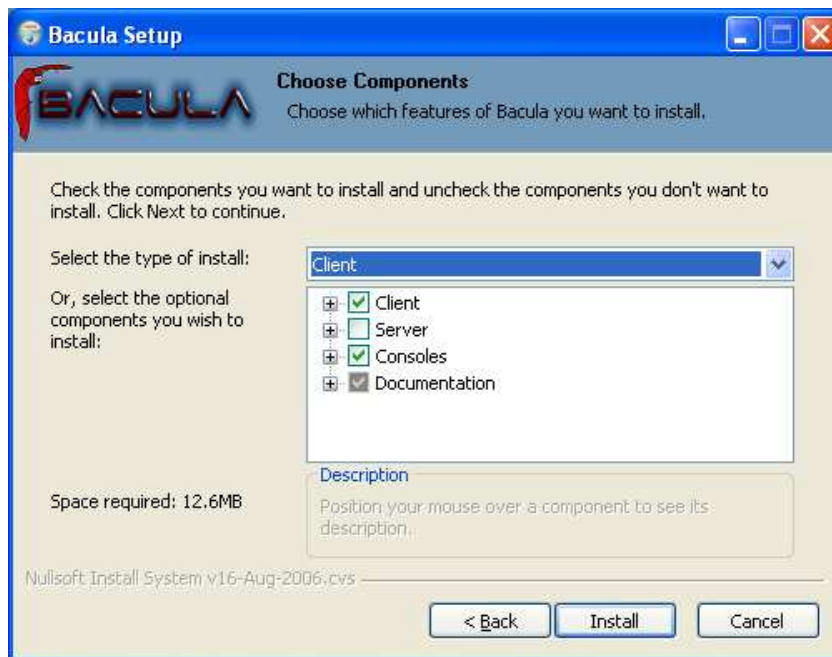 Bacula Setup
BACULA
Choose Components
Choose which features of Bacula you want to install.
Check the components you want to install and uncheck the components you don't want to
install. Click Next to continue.
Select the type of install:
Client
Or, select the optional
components you wish to
install:
Client
Server
Consoles
Documentation
Space required: 12.6MB
Description
Position your mouse over a component to see its
description.
Nullsoft Install System v16-Aug-2006.cvs
< Back
Install
Cancel